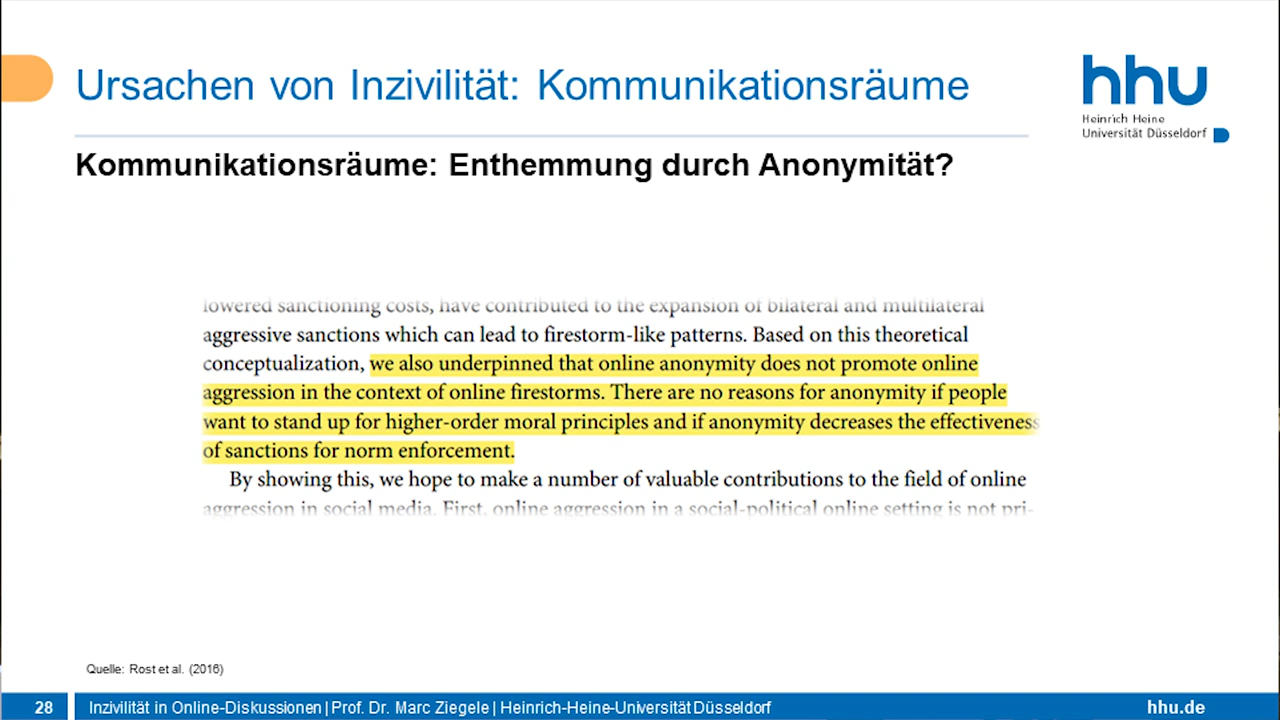 Ursachen von Inzivilität: Kommunikationsräume
hhu
Heinrich Heine
Universität Düsseldorf
Kommunikationsräume: Enthemmung durch Anonymität?
lowered sanctioning costs, have contributed to the expansion of bilateral and multilateral
aggressive sanctions which can lead to firestorm-like patterns. Based on this theoretical
conceptualization, we also underpinned that online anonymity does not promote online
aggression in the context of online firestorms. There are no reasons for anonymity if people
want to stand up for higher-order moral principles and if anonymity decreases the effectiveness
of sanctions for norm enforcement.
By showing this, we hope to make a number of valuable contributions to the field of online
aggression in social media. First, online aggression in a social-political online setting is not pri-
Quelle: Rost et al. (2016)
28 Inzivilität in Online-Diskussionen | Prof. Dr. Marc Ziegele | Heinrich-Heine-Universität Düsseldorf hhu.de